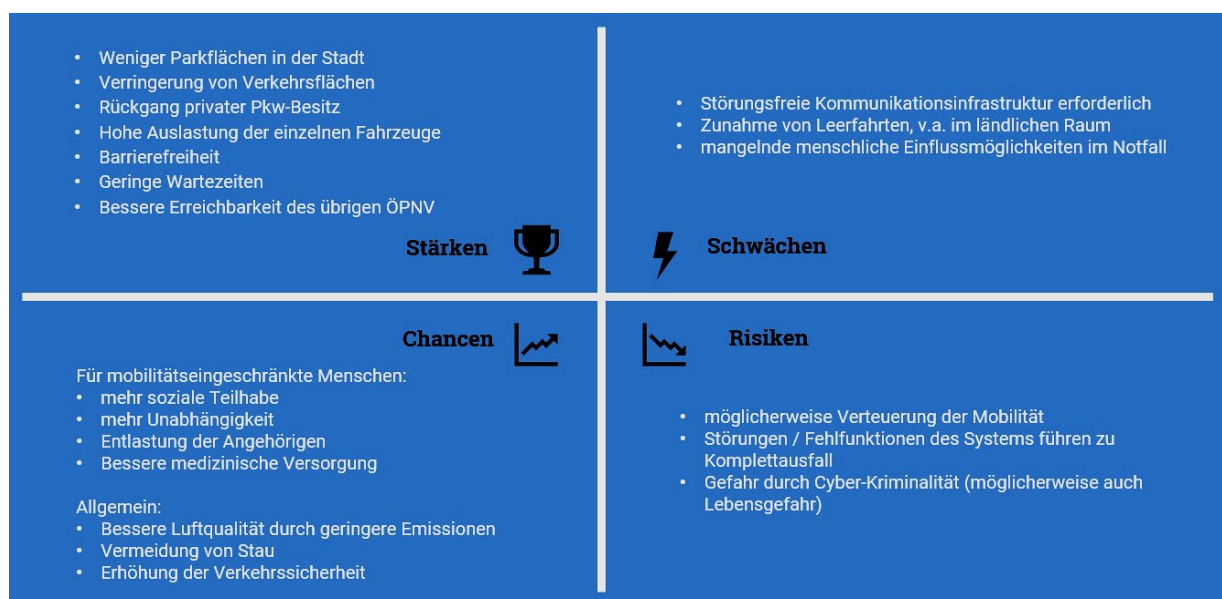 • Weniger Parkflächen in der Stadt
• Verringerung von Verkehrsflächen
• Rückgang privater Pkw-Besitz
• Hohe Auslastung der einzelnen Fahrzeuge
• Barrierefreiheit
• Geringe Wartezeiten
• Bessere Erreichbarkeit des übrigen ÖPNV
Stärken
• Störungsfreie Kommunikationsinfrastruktur erforderlich
• Zunahme von Leerfahrten, v.a. im ländlichen Raum
• mangelnde menschliche Einflussmöglichkeiten im Notfall
Schwächen
Chancen
Für mobilitätseingeschränkte Menschen:
• mehr soziale Teilhabe
• mehr Unabhängigkeit
• Entlastung der Angehörigen
• Bessere medizinische Versorgung
Allgemein:
• Bessere Luftqualität durch geringere Emissionen
• Vermeidung von Stau
• Erhöhung der Verkehrssicherheit
Risiken
• möglicherweise Verteuerung der Mobilität
• Störungen / Fehlfunktionen des Systems führen zu
Komplettausfall
• Gefahr durch Cyber-Kriminalität (möglicherweise auch
Lebensgefahr)